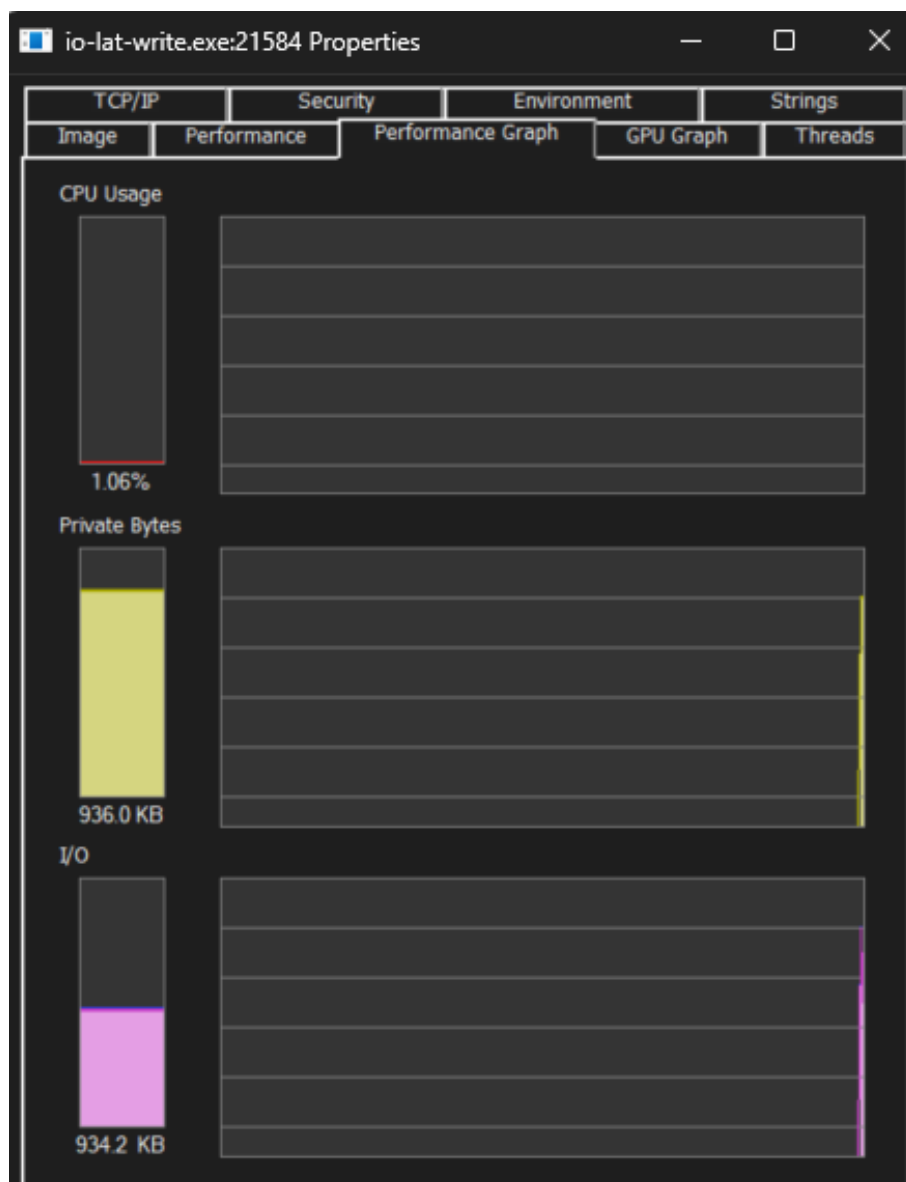 io-lat-write.exe:21584 Properties
TCP/IP Security Environment Strings
Image Performance Performance Graph GPU Graph Threads
CPU Usage
1.06%
Private Bytes
936.0 KB
I/O
934.2 KB